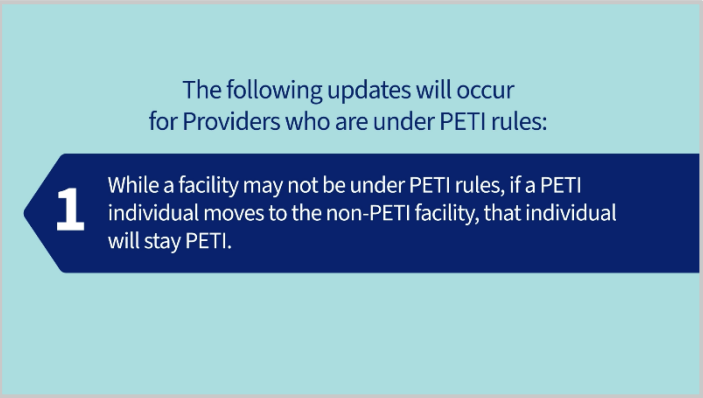 The following updates will occur
for Providers who are under PETI rules:
1
While a facility may not be under PETI rules, if a PETI
individual moves to the non-PETI facility, that individual
will stay PETI.